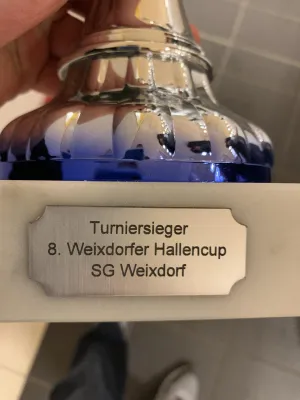 Turniersieger
8. Weixdorfer Hallencup
SG Weixdorf